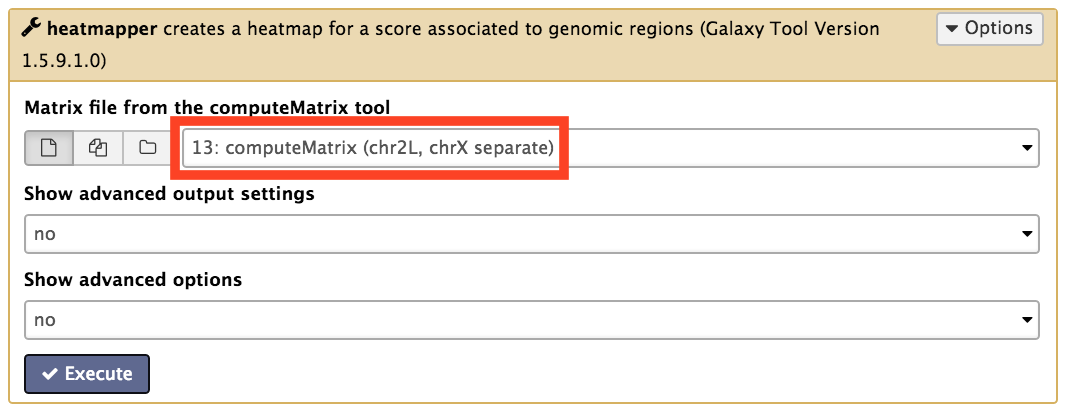 heatmapper creates a heatmap for a score associated to genomic regions (Galaxy Tool Version
1.5.9.1.0)
Options
Matrix file from the computeMatrix tool
13: computeMatrix (chr2L, chrX separate)
Show advanced output settings
no
Show advanced options
no
Execute